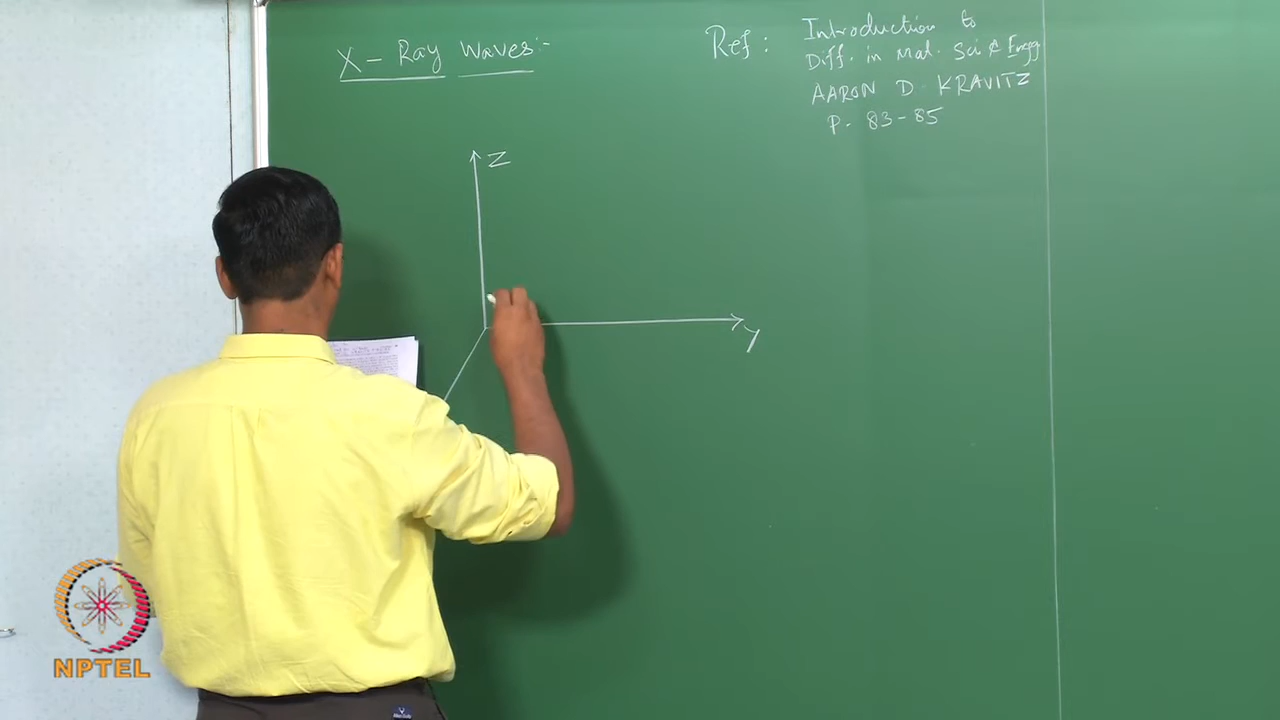 X - Ray Waves:-
Ref: Introduction to
Diff. in Mat. Sci & Engg
AARON D. KRAVITZ
P. 83-85
Z
y
NPTEL